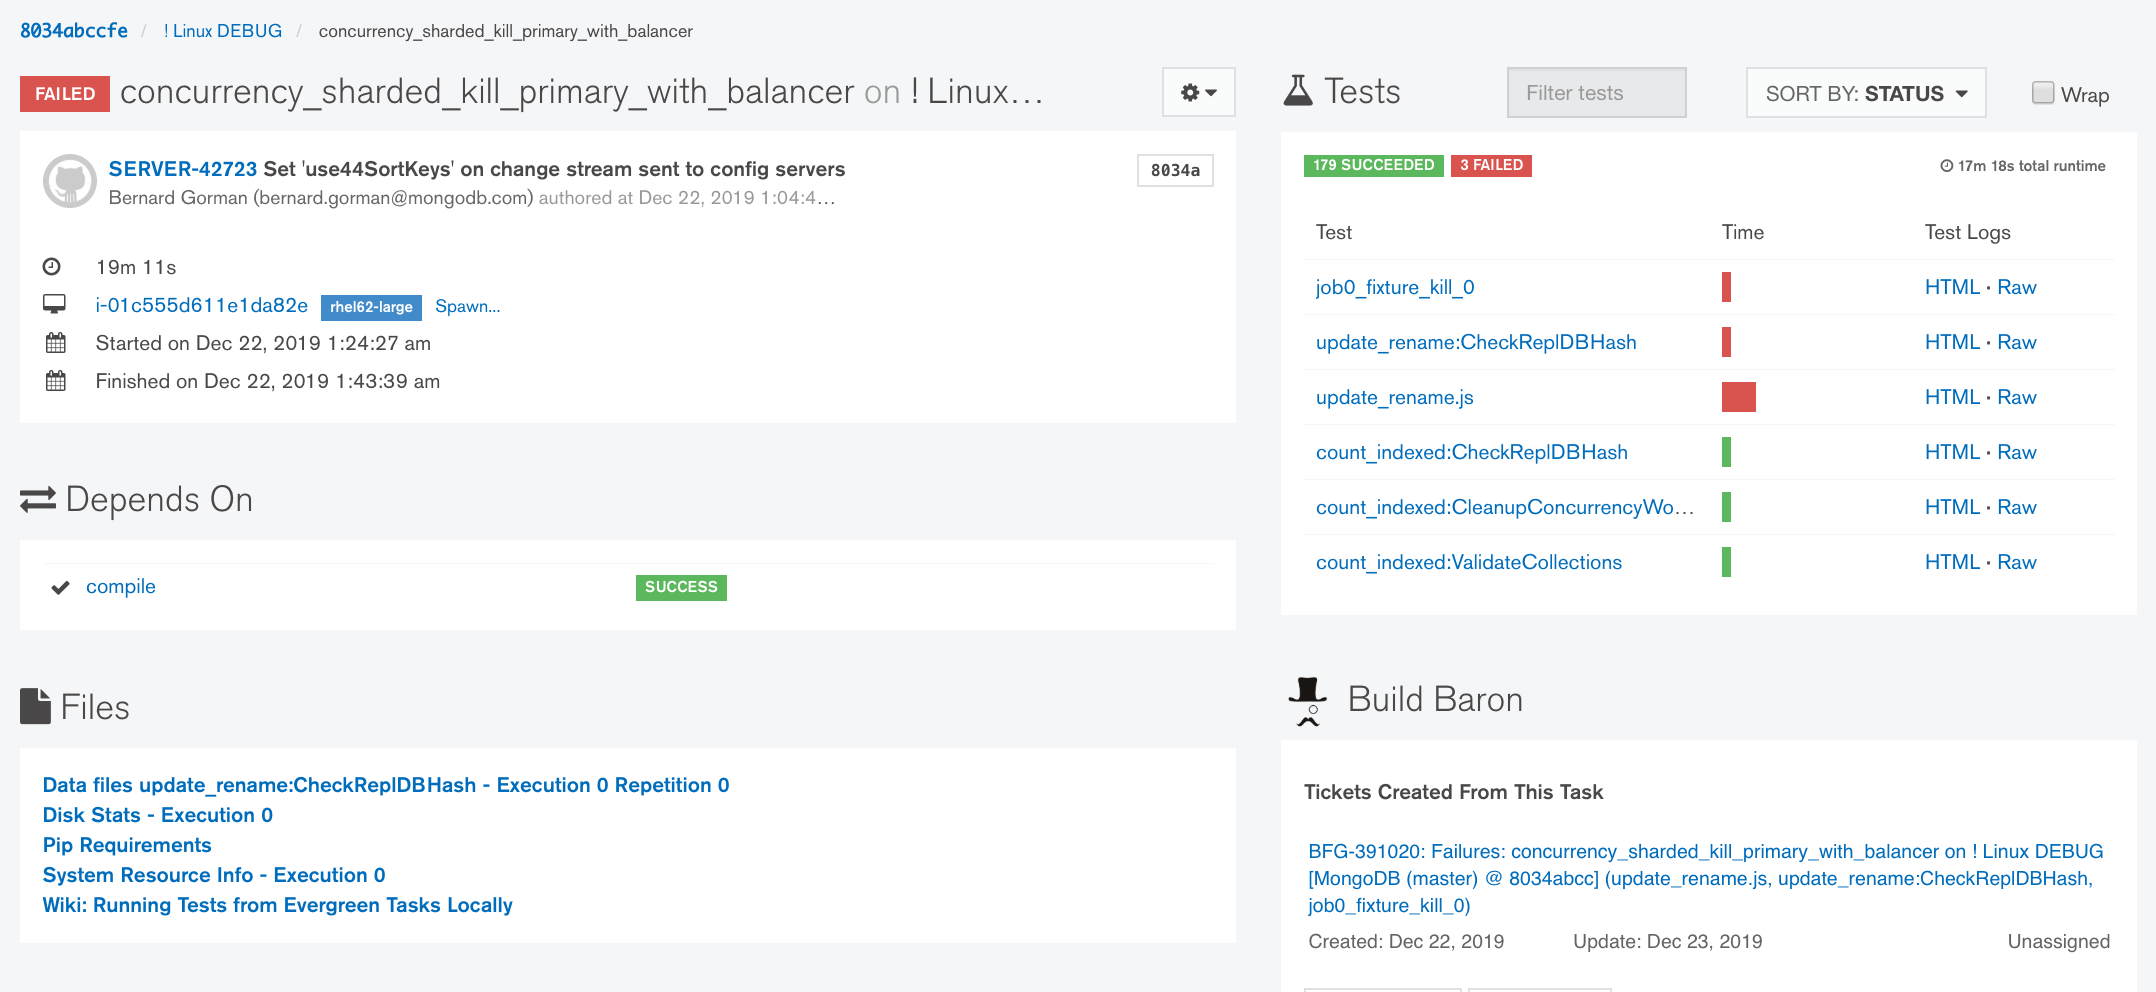 8034abccfe / ! Linux DEBUG / concurrency_sharded_kill_primary_with_balancer
FAILED concurrency_sharded_kill_primary_with_balancer on ! Linux…
SERVER-42723 Set 'use44SortKeys' on change stream sent to config servers
8034a
Bernard Gorman (bernard.gorman@mongodb.com) authored at Dec 22, 2019 1:04:4…
19m 11s
i-01c555d611e1da82e rhel62-large Spawn...
Started on Dec 22, 2019 1:24:27 am
Finished on Dec 22, 2019 1:43:39 am
Depends On
compile SUCCESS
Files
Data files update_rename:CheckReplDBHash - Execution 0 Repetition 0
Disk Stats - Execution 0
Pip Requirements
System Resource Info - Execution 0
Wiki: Running Tests from Evergreen Tasks Locally
Tests Filter tests SORT BY: STATUS Wrap
179 SUCCEEDED 3 FAILED 17m 18s total runtime
Test Time Test Logs
job0_fixture_kill_0 HTML · Raw
update_rename:CheckReplDBHash HTML · Raw
update_rename.js HTML · Raw
count_indexed:CheckReplDBHash HTML · Raw
count_indexed:CleanupConcurrencyWo… HTML · Raw
count_indexed:ValidateCollections HTML · Raw
Build Baron
Tickets Created From This Task
BFG-391020: Failures: concurrency_sharded_kill_primary_with_balancer on ! Linux DEBUG
[MongoDB (master) @ 8034abcc] (update_rename.js, update_rename:CheckReplDBHash,
job0_fixture_kill_0)
Created: Dec 22, 2019 Update: Dec 23, 2019 Unassigned